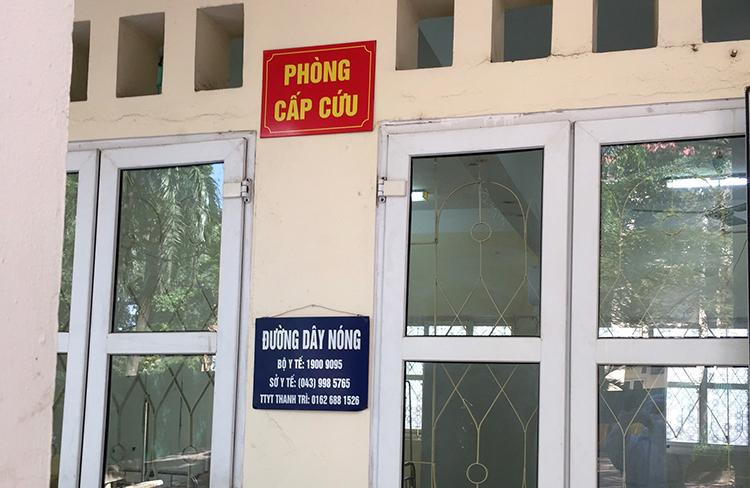 PHÒNG
CẤP CỨU
ĐƯỜNG DÂY NÓNG
BỘ Y TẾ: 1900 9095
SỞ Y TẾ: (043) 998 5765
TTYT THANH TRÌ: 0162 688 1526